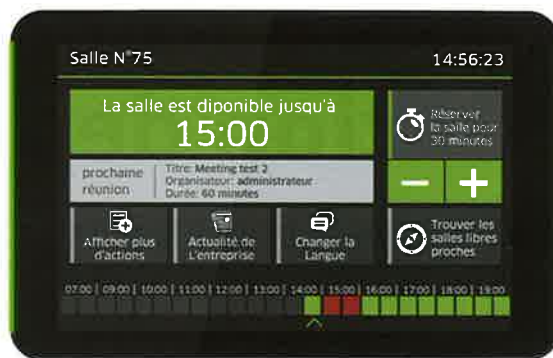 Salle N°75
14:56:23
La salle est diponible jusqu'à
15:00
Réserver
la salle pour
30 minutes
prochaine
réunion
Titre: Meeting test 2
Organisateur: administrateur
Durée: 60 minutes
Afficher plus
d'actions
Actualité de
L'entreprise
Changer la
Langue
Trouver les
salles libres
proches
07:00 | 09:00 | 10:00 | 11:00 | 12:00 | 13:00 | 14:00 | 15:00 | 16:00 | 17:00 | 18:00 | 19:00